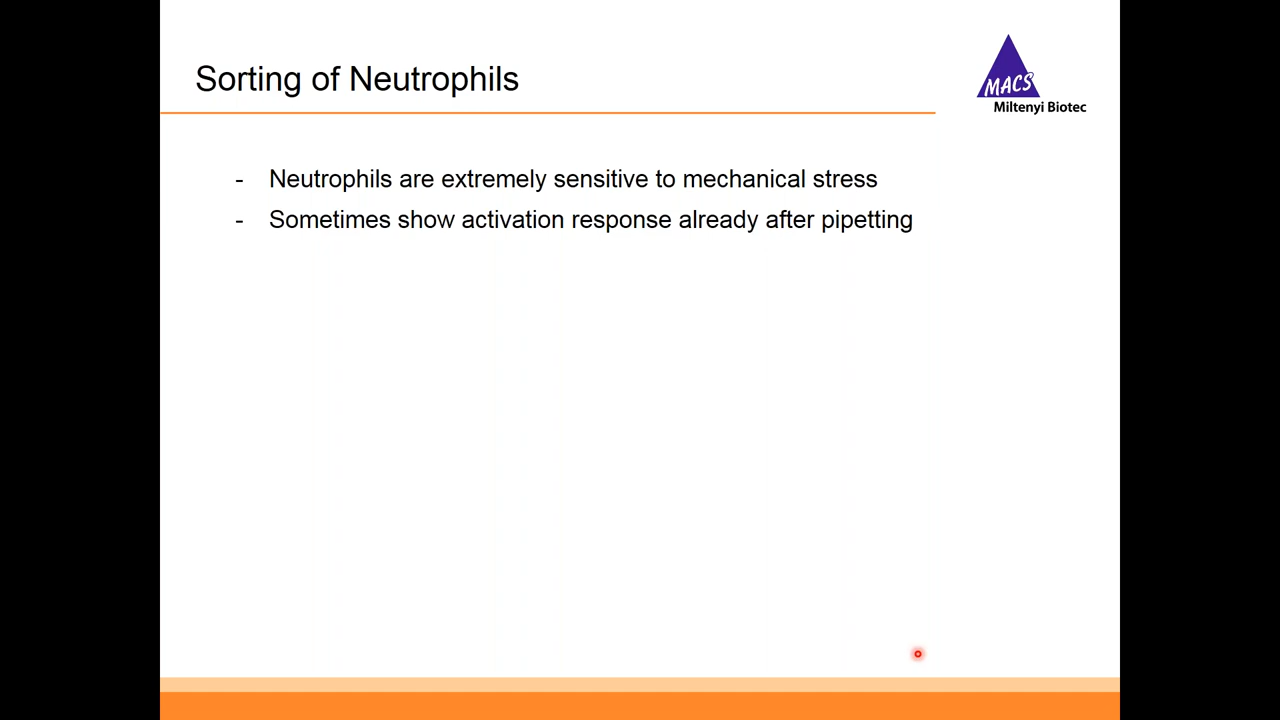 Sorting of Neutrophils
MACS
Miltenyi Biotec
- Neutrophils are extremely sensitive to mechanical stress
- Sometimes show activation response already after pipetting